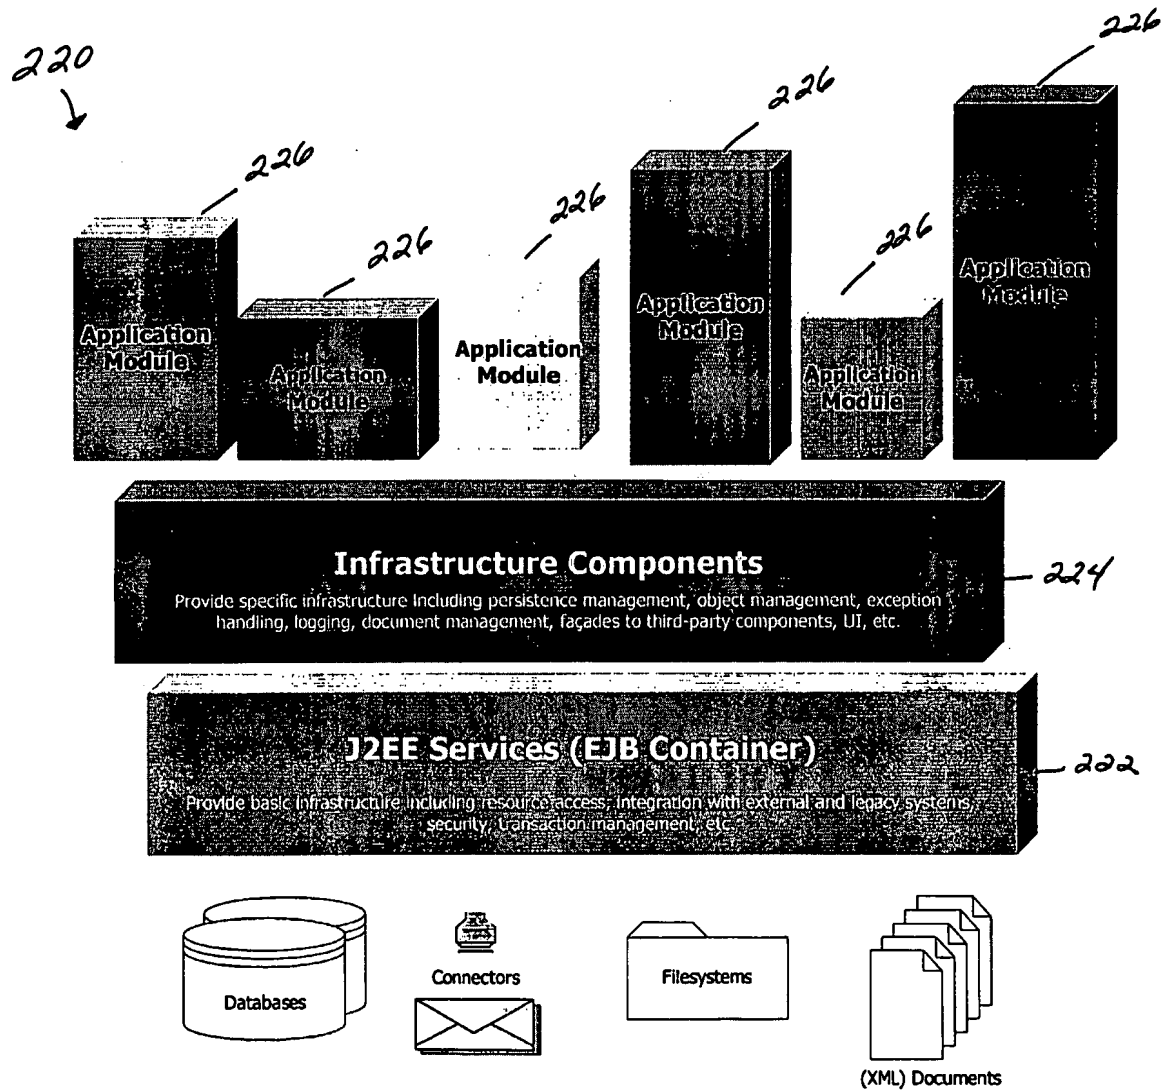 220
226
226
226
226
226
226
Application
Module
Application
Module
Application
Module
Application
Module
Application
Module
Application
Module
Infrastructure Components
Provide specific infrastructure including persistence management, object management, exception
handling, logging, document management, façades to third-party components, UI, etc.
224
J2EE Services (EJB Container)
Provide basic infrastructure including resource access, integration with external and legacy systems,
security, transaction management, etc.
222
Databases
Connectors
Filesystems
(XML) Documents